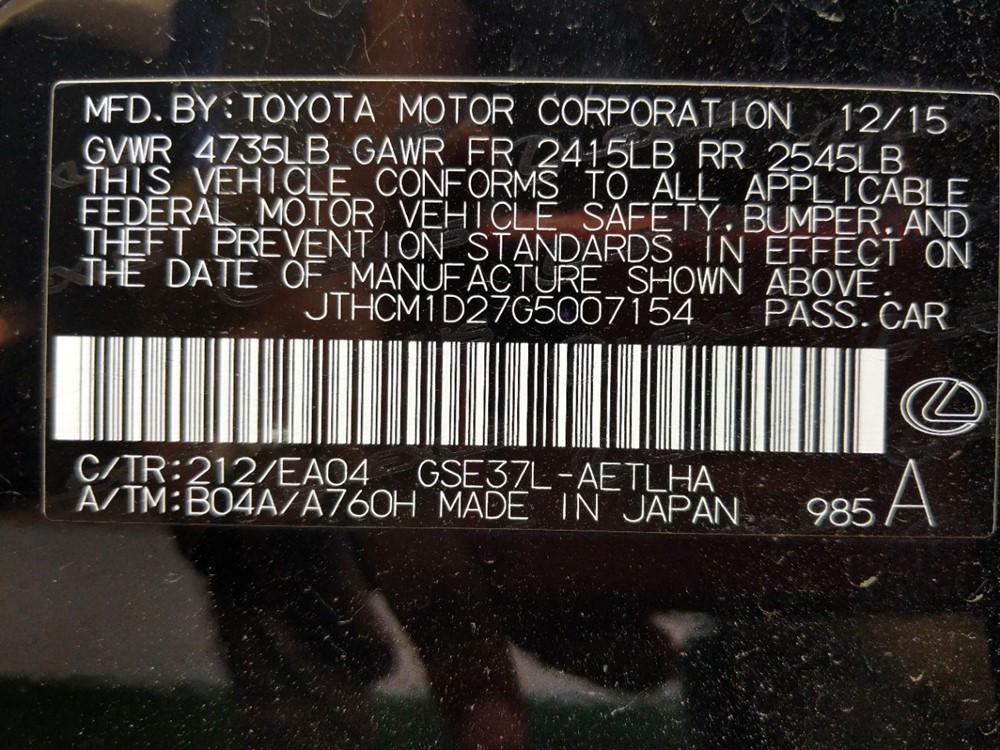 MFD.BY:TOYOTA MOTOR CORPORATION 12/15
GVWR 4735LB GAWR FR 2415LB RR 2545LB
THIS VEHICLE CONFORMS TO ALL APPLICABLE
FEDERAL MOTOR VEHICLE SAFETY,BUMPER,AND
THEFT PREVENTION STANDARDS IN EFFECT ON
THE DATE OF MANUFACTURE SHOWN ABOVE.
JTHCM1D27G5007154 PASS.CAR
C/TR:212/EA04 GSE37L-AETLHA
A/TM:B04A/A760H MADE IN JAPAN 985 A